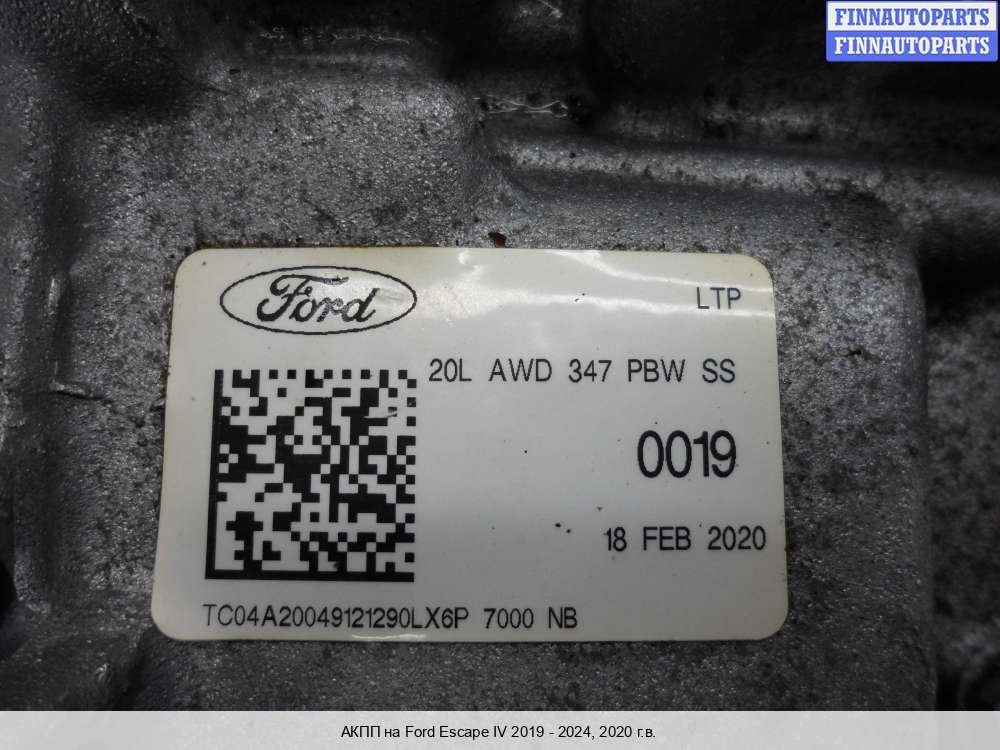 FINNAUTOPARTS
FINNAUTOPARTS
Ford
LTP
20L AWD 347 PBW SS
0019
18 FEB 2020
TC04A20049121290LX6P 7000 NB
АКПП на Ford Escape IV 2019 - 2024, 2020 г.в.